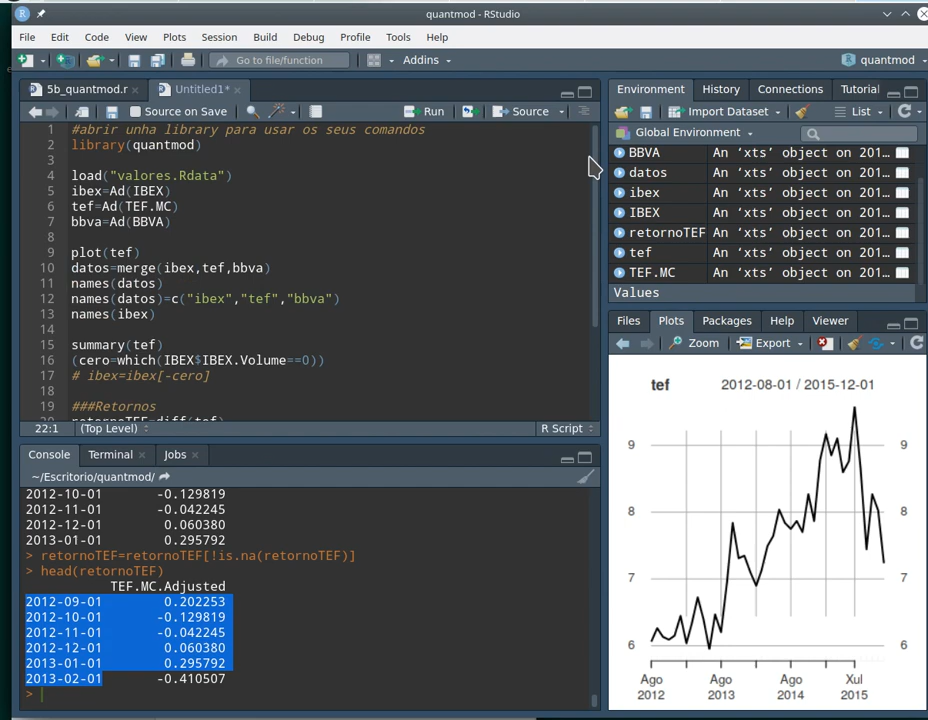 quantmod - RStudio
File Edit Code View Plots Session Build Debug Profile Tools Help
Go to file/function Addins quantmod
5b_quantmod.r Untitled1*
Source on Save Run Source
1 #abrir unha library para usar os seus comandos
2 library(quantmod)
3
4 load("valores.Rdata")
5 ibex=Ad(IBEX)
6 tef=Ad(TEF.MC)
7 bbva=Ad(BBVA)
8
9 plot(tef)
10 datos=merge(ibex,tef,bbva)
11 names(datos)
12 names(datos)=c("ibex","tef","bbva")
13 names(ibex)
14
15 summary(tef)
16 (cero=which(IBEX$IBEX.Volume==0))
17 # ibex=ibex[-cero]
18
19 ###Retornos
20 retornoTEF=diff(tef)
22:1 (Top Level) R Script
Console Terminal Jobs
~/Escritorio/quantmod/
2012-10-01 -0.129819
2012-11-01 -0.042245
2012-12-01 0.060380
2013-01-01 0.295792
> retornoTEF=retornoTEF[!is.na(retornoTEF)]
> head(retornoTEF)
TEF.MC.Adjusted
2012-09-01 0.202253
2012-10-01 -0.129819
2012-11-01 -0.042245
2012-12-01 0.060380
2013-01-01 0.295792
2013-02-01 -0.410507
>
Environment History Connections Tutorial
Import Dataset List
Global Environment
BBVA An ‘xts’ object on 201…
datos An ‘xts’ object on 201…
ibex An ‘xts’ object on 201…
IBEX An ‘xts’ object on 201…
retornoTEF An ‘xts’ object on 201…
tef An ‘xts’ object on 201…
TEF.MC An ‘xts’ object on 201…
Values
Files Plots Packages Help Viewer
Zoom Export
tef 2012-08-01 / 2015-12-01
9 9
8 8
7 7
6 6
Ago Ago Ago Xul
2012 2013 2014 2015